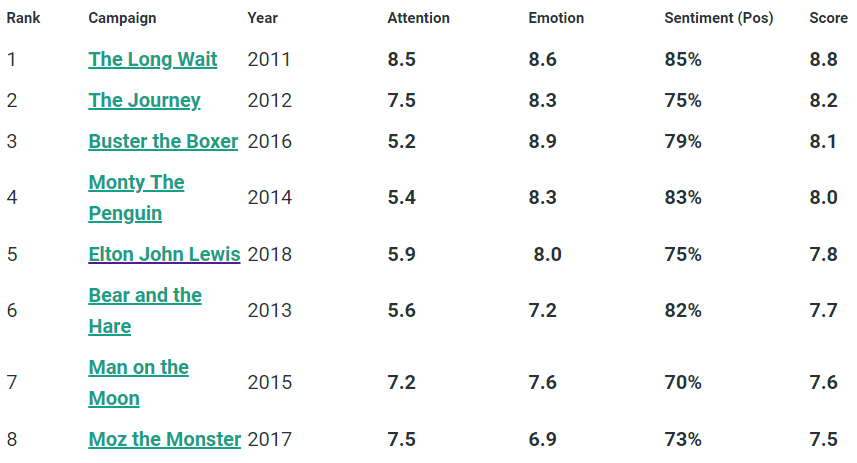 Rank Campaign Year Attention Emotion Sentiment (Pos) Score
1 The Long Wait 2011 8.5 8.6 85% 8.8
2 The Journey 2012 7.5 8.3 75% 8.2
3 Buster the Boxer 2016 5.2 8.9 79% 8.1
4 Monty The Penguin 2014 5.4 8.3 83% 8.0
5 Elton John Lewis 2018 5.9 8.0 75% 7.8
6 Bear and the Hare 2013 5.6 7.2 82% 7.7
7 Man on the Moon 2015 7.2 7.6 70% 7.6
8 Moz the Monster 2017 7.5 6.9 73% 7.5